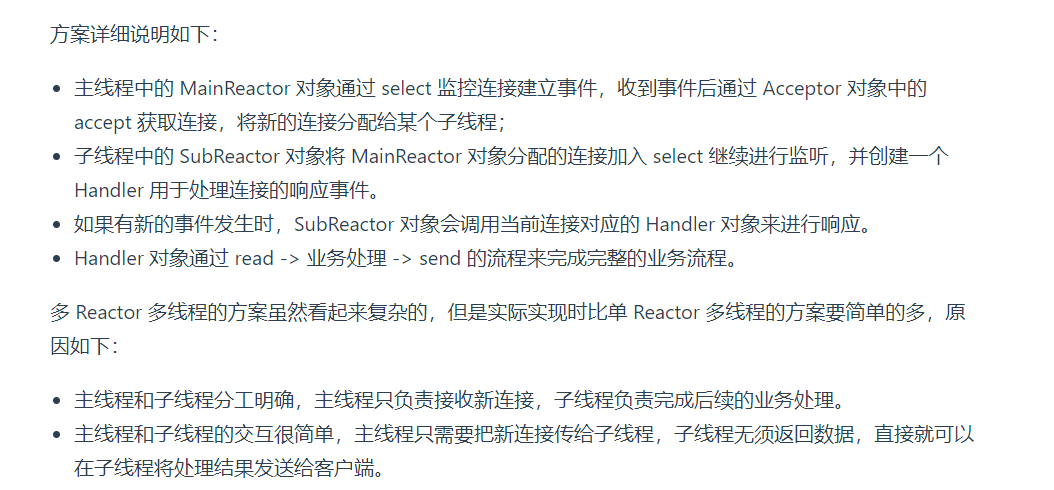 方案详细说明如下：
• 主线程中的 MainReactor 对象通过 select 监控连接建立事件，收到事件后通过 Acceptor 对象中的
accept 获取连接，将新的连接分配给某个子线程；
• 子线程中的 SubReactor 对象将 MainReactor 对象分配的连接加入 select 继续进行监听，并创建一个
Handler 用于处理连接的响应事件。
• 如果有新的事件发生时，SubReactor 对象会调用当前连接对应的 Handler 对象来进行响应。
• Handler 对象通过 read -> 业务处理 -> send 的流程来完成完整的业务流程。
多 Reactor 多线程的方案虽然看起来复杂的，但是实际实现时比单 Reactor 多线程的方案要简单的多，原
因如下：
• 主线程和子线程分工明确，主线程只负责接收新连接，子线程负责完成后续的业务处理。
• 主线程和子线程的交互很简单，主线程只需要把新连接传给子线程，子线程无须返回数据，直接就可以
在子线程将处理结果发送给客户端。